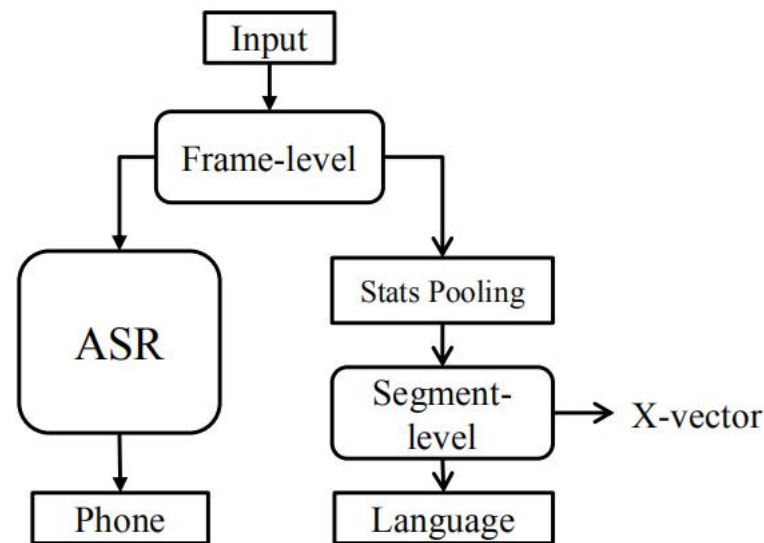 Input
Frame-level
Stats Pooling
ASR
Segment-
level
X-vector
Phone
Language